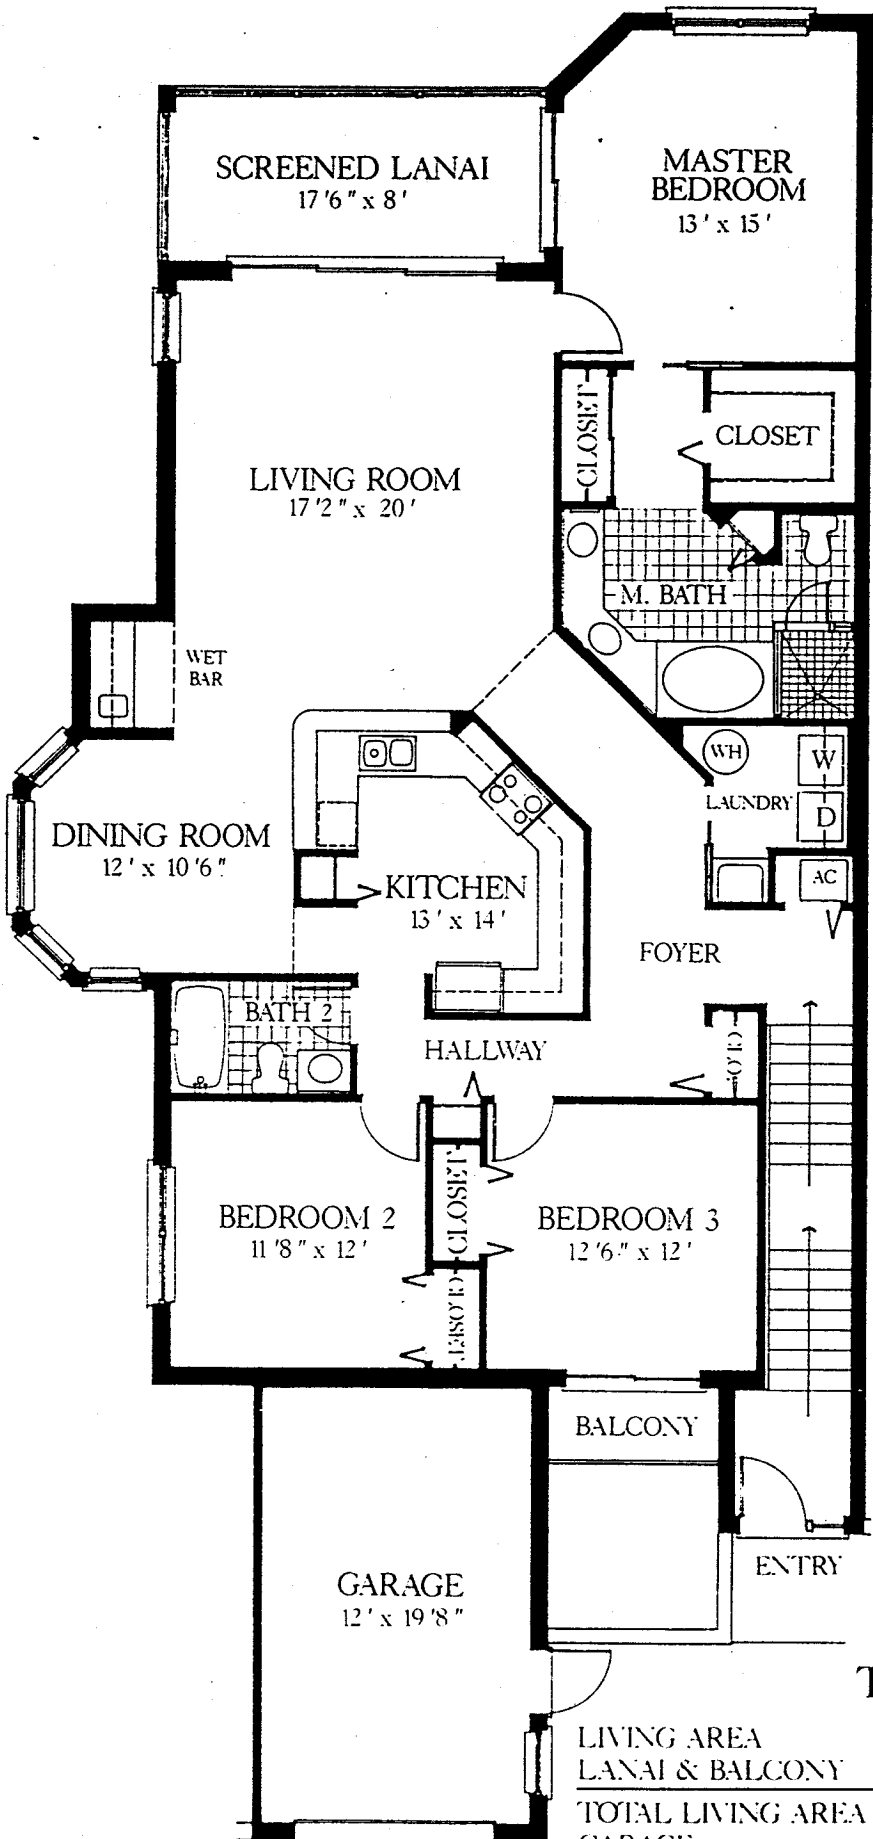 SCREENED LANAI
17'6" x 8'
MASTER
BEDROOM
13' x 15'
CLOSET
CLOSET
LIVING ROOM
17'2" x 20'
M. BATH
WET
BAR
WH
W
LAUNDRY
D
DINING ROOM
12' x 10'6"
KITCHEN
13' x 14'
AC
FOYER
BATH 2
HALLWAY
CLO.
CLOSET
BEDROOM 2
11'8" x 12'
BEDROOM 3
12'6" x 12'
CLOSET
BALCONY
ENTRY
GARAGE
12' x 19'8"
T
LIVING AREA
LANAI & BALCONY
TOTAL LIVING AREA
GARAGE